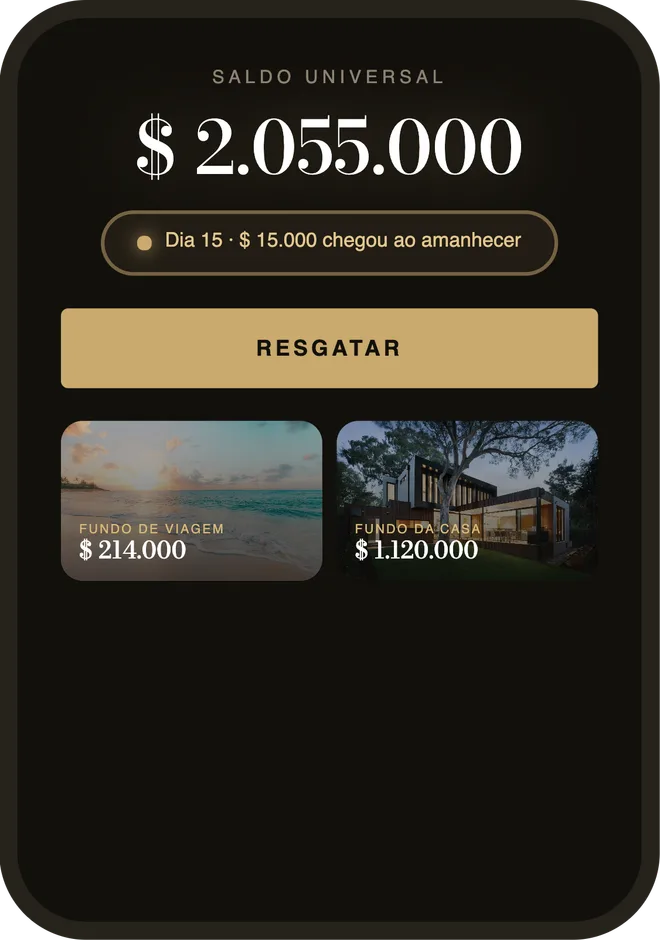 SALDO UNIVERSAL
$ 2.055.000
Dia 15 · $ 15.000 chegou ao amanhecer
RESGATAR
FUNDO DE VIAGEM
$ 214.000
FUNDO DA CASA
$ 1.120.000